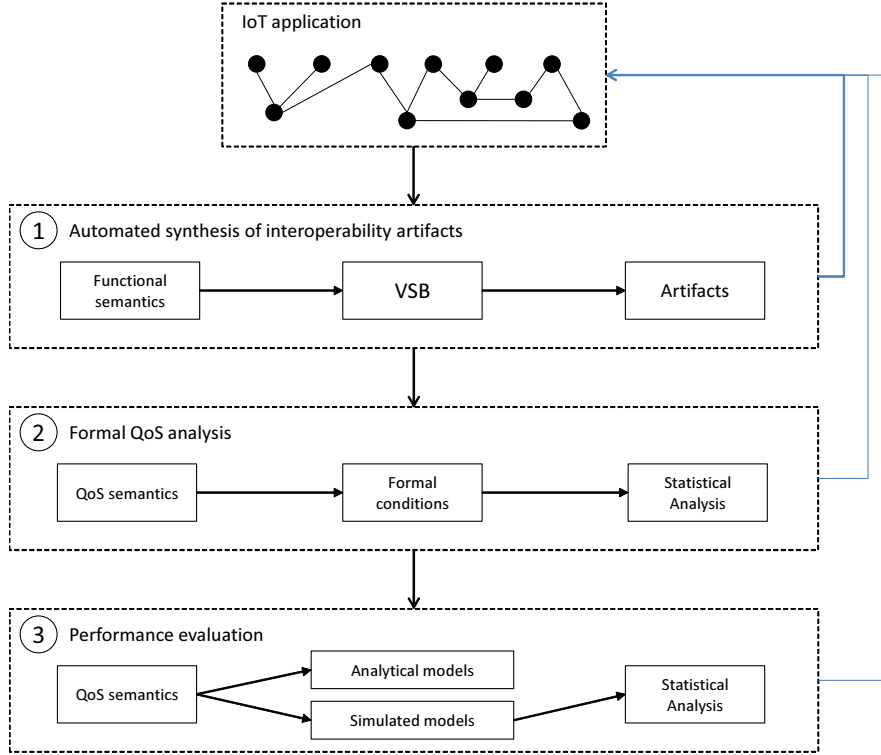 IoT application
1 Automated synthesis of interoperability artifacts
Functional
semantics
VSB
Artifacts
2 Formal QoS analysis
QoS semantics
Formal
conditions
Statistical
Analysis
3 Performance evaluation
QoS semantics
Analytical models
Simulated models
Statistical
Analysis